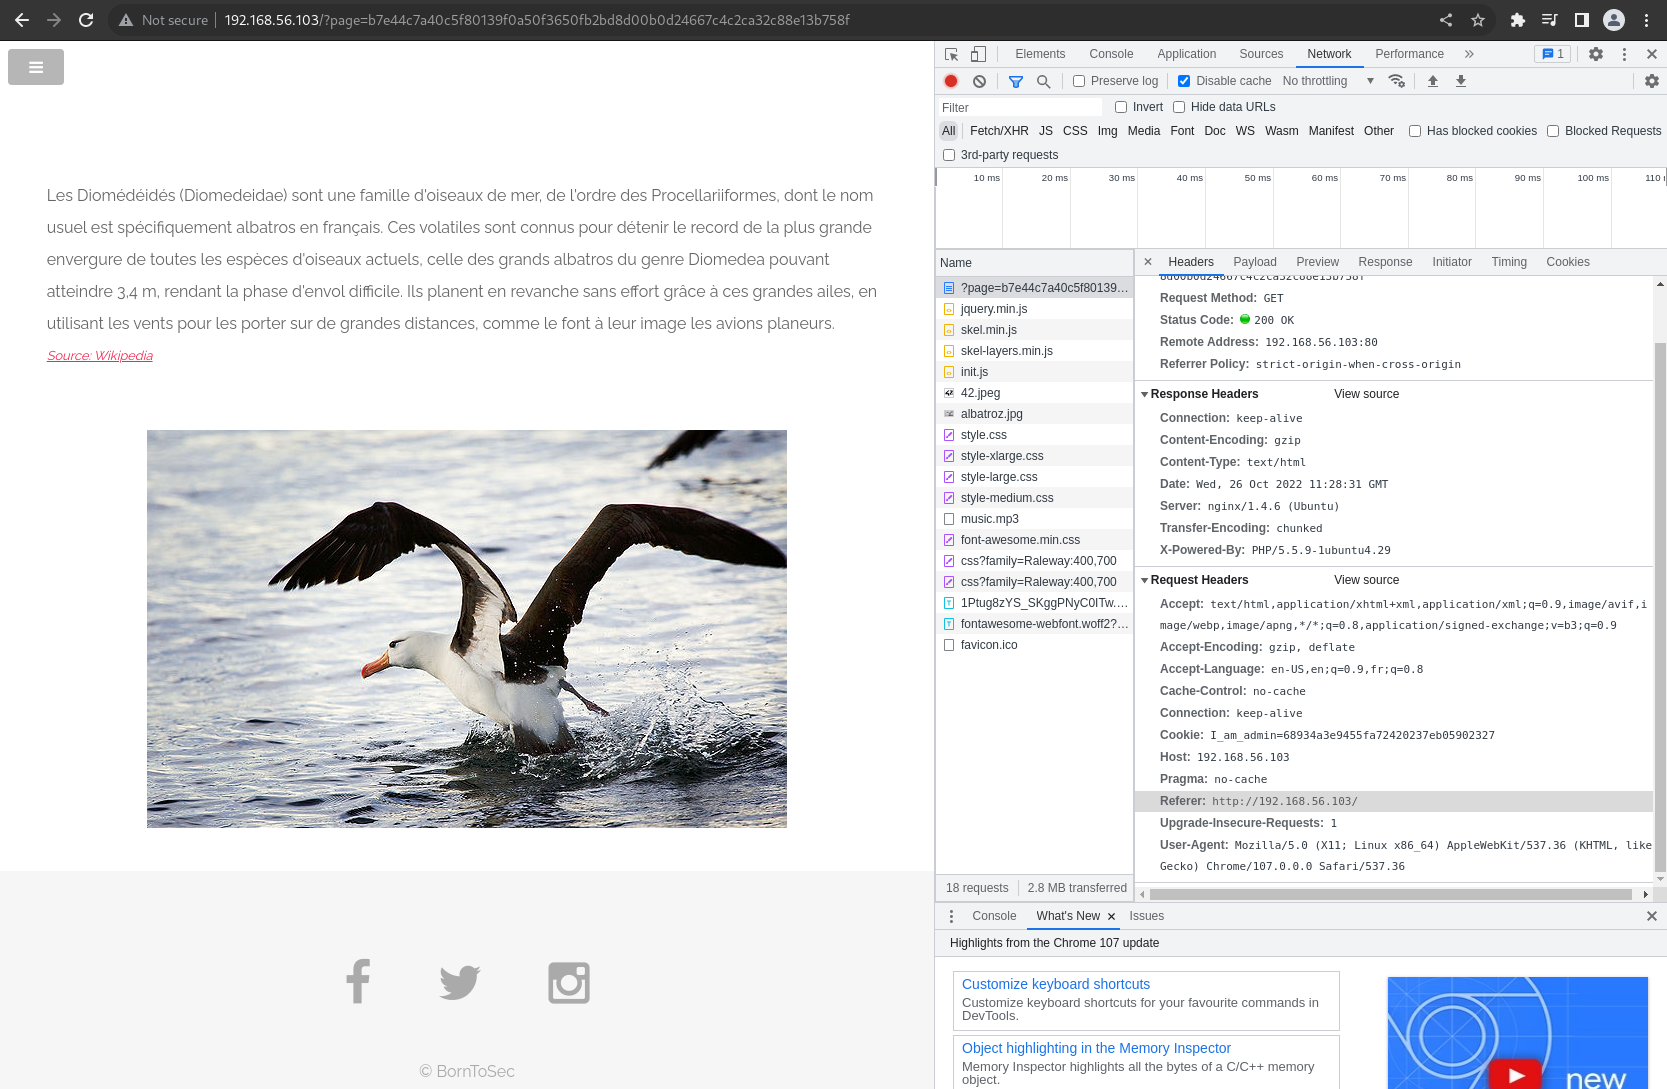 Not secure 192.168.56.103/?page=b7e44c7a40c5f80139f0a50f3650fb2bd8d00b0d24667c4c2ca32c88e13b758f
Les Diomédéidés (Diomedeidae) sont une famille d'oiseaux de mer, de l'ordre des Procellariiformes, dont le nom
usuel est spécifiquement albatros en français. Ces volatiles sont connus pour détenir le record de la plus grande
envergure de toutes les espèces d'oiseaux actuels, celle des grands albatros du genre Diomedea pouvant
atteindre 3,4 m, rendant la phase d'envol difficile. Ils planent en revanche sans effort grâce à ces grandes ailes, en
utilisant les vents pour les porter sur de grandes distances, comme le font à leur image les avions planeurs.
Source: Wikipedia
© BornToSec
Elements Console Application Sources Network Performance » 1
Preserve log Disable cache No throttling
Filter Invert Hide data URLs
All Fetch/XHR JS CSS Img Media Font Doc WS Wasm Manifest Other Has blocked cookies Blocked Requests
3rd-party requests
10 ms 20 ms 30 ms 40 ms 50 ms 60 ms 70 ms 80 ms 90 ms 100 ms 110
Name
?page=b7e44c7a40c5f80139…
jquery.min.js
skel.min.js
skel-layers.min.js
init.js
42.jpeg
albatroz.jpg
style.css
style-xlarge.css
style-large.css
style-medium.css
music.mp3
font-awesome.min.css
css?family=Raleway:400,700
css?family=Raleway:400,700
1Ptug8zYS_SKggPNyC0ITw.…
fontawesome-webfont.woff2?…
favicon.ico
18 requests 2.8 MB transferred
Headers Payload Preview Response Initiator Timing Cookies
8d00b0d24667c4c2ca32c88e13b758f
Request Method: GET
Status Code: 200 OK
Remote Address: 192.168.56.103:80
Referrer Policy: strict-origin-when-cross-origin
Response Headers View source
Connection: keep-alive
Content-Encoding: gzip
Content-Type: text/html
Date: Wed, 26 Oct 2022 11:28:31 GMT
Server: nginx/1.4.6 (Ubuntu)
Transfer-Encoding: chunked
X-Powered-By: PHP/5.5.9-1ubuntu4.29
Request Headers View source
Accept: text/html,application/xhtml+xml,application/xml;q=0.9,image/avif,i
mage/webp,image/apng,*/*;q=0.8,application/signed-exchange;v=b3;q=0.9
Accept-Encoding: gzip, deflate
Accept-Language: en-US,en;q=0.9,fr;q=0.8
Cache-Control: no-cache
Connection: keep-alive
Cookie: I_am_admin=68934a3e9455fa72420237eb05902327
Host: 192.168.56.103
Pragma: no-cache
Referer: http://192.168.56.103/
Upgrade-Insecure-Requests: 1
User-Agent: Mozilla/5.0 (X11; Linux x86_64) AppleWebKit/537.36 (KHTML, like
Gecko) Chrome/107.0.0.0 Safari/537.36
Console What's New Issues
Highlights from the Chrome 107 update
Customize keyboard shortcuts
Customize keyboard shortcuts for your favourite commands in
DevTools.
Object highlighting in the Memory Inspector
Memory Inspector highlights all the bytes of a C/C++ memory
object.
new